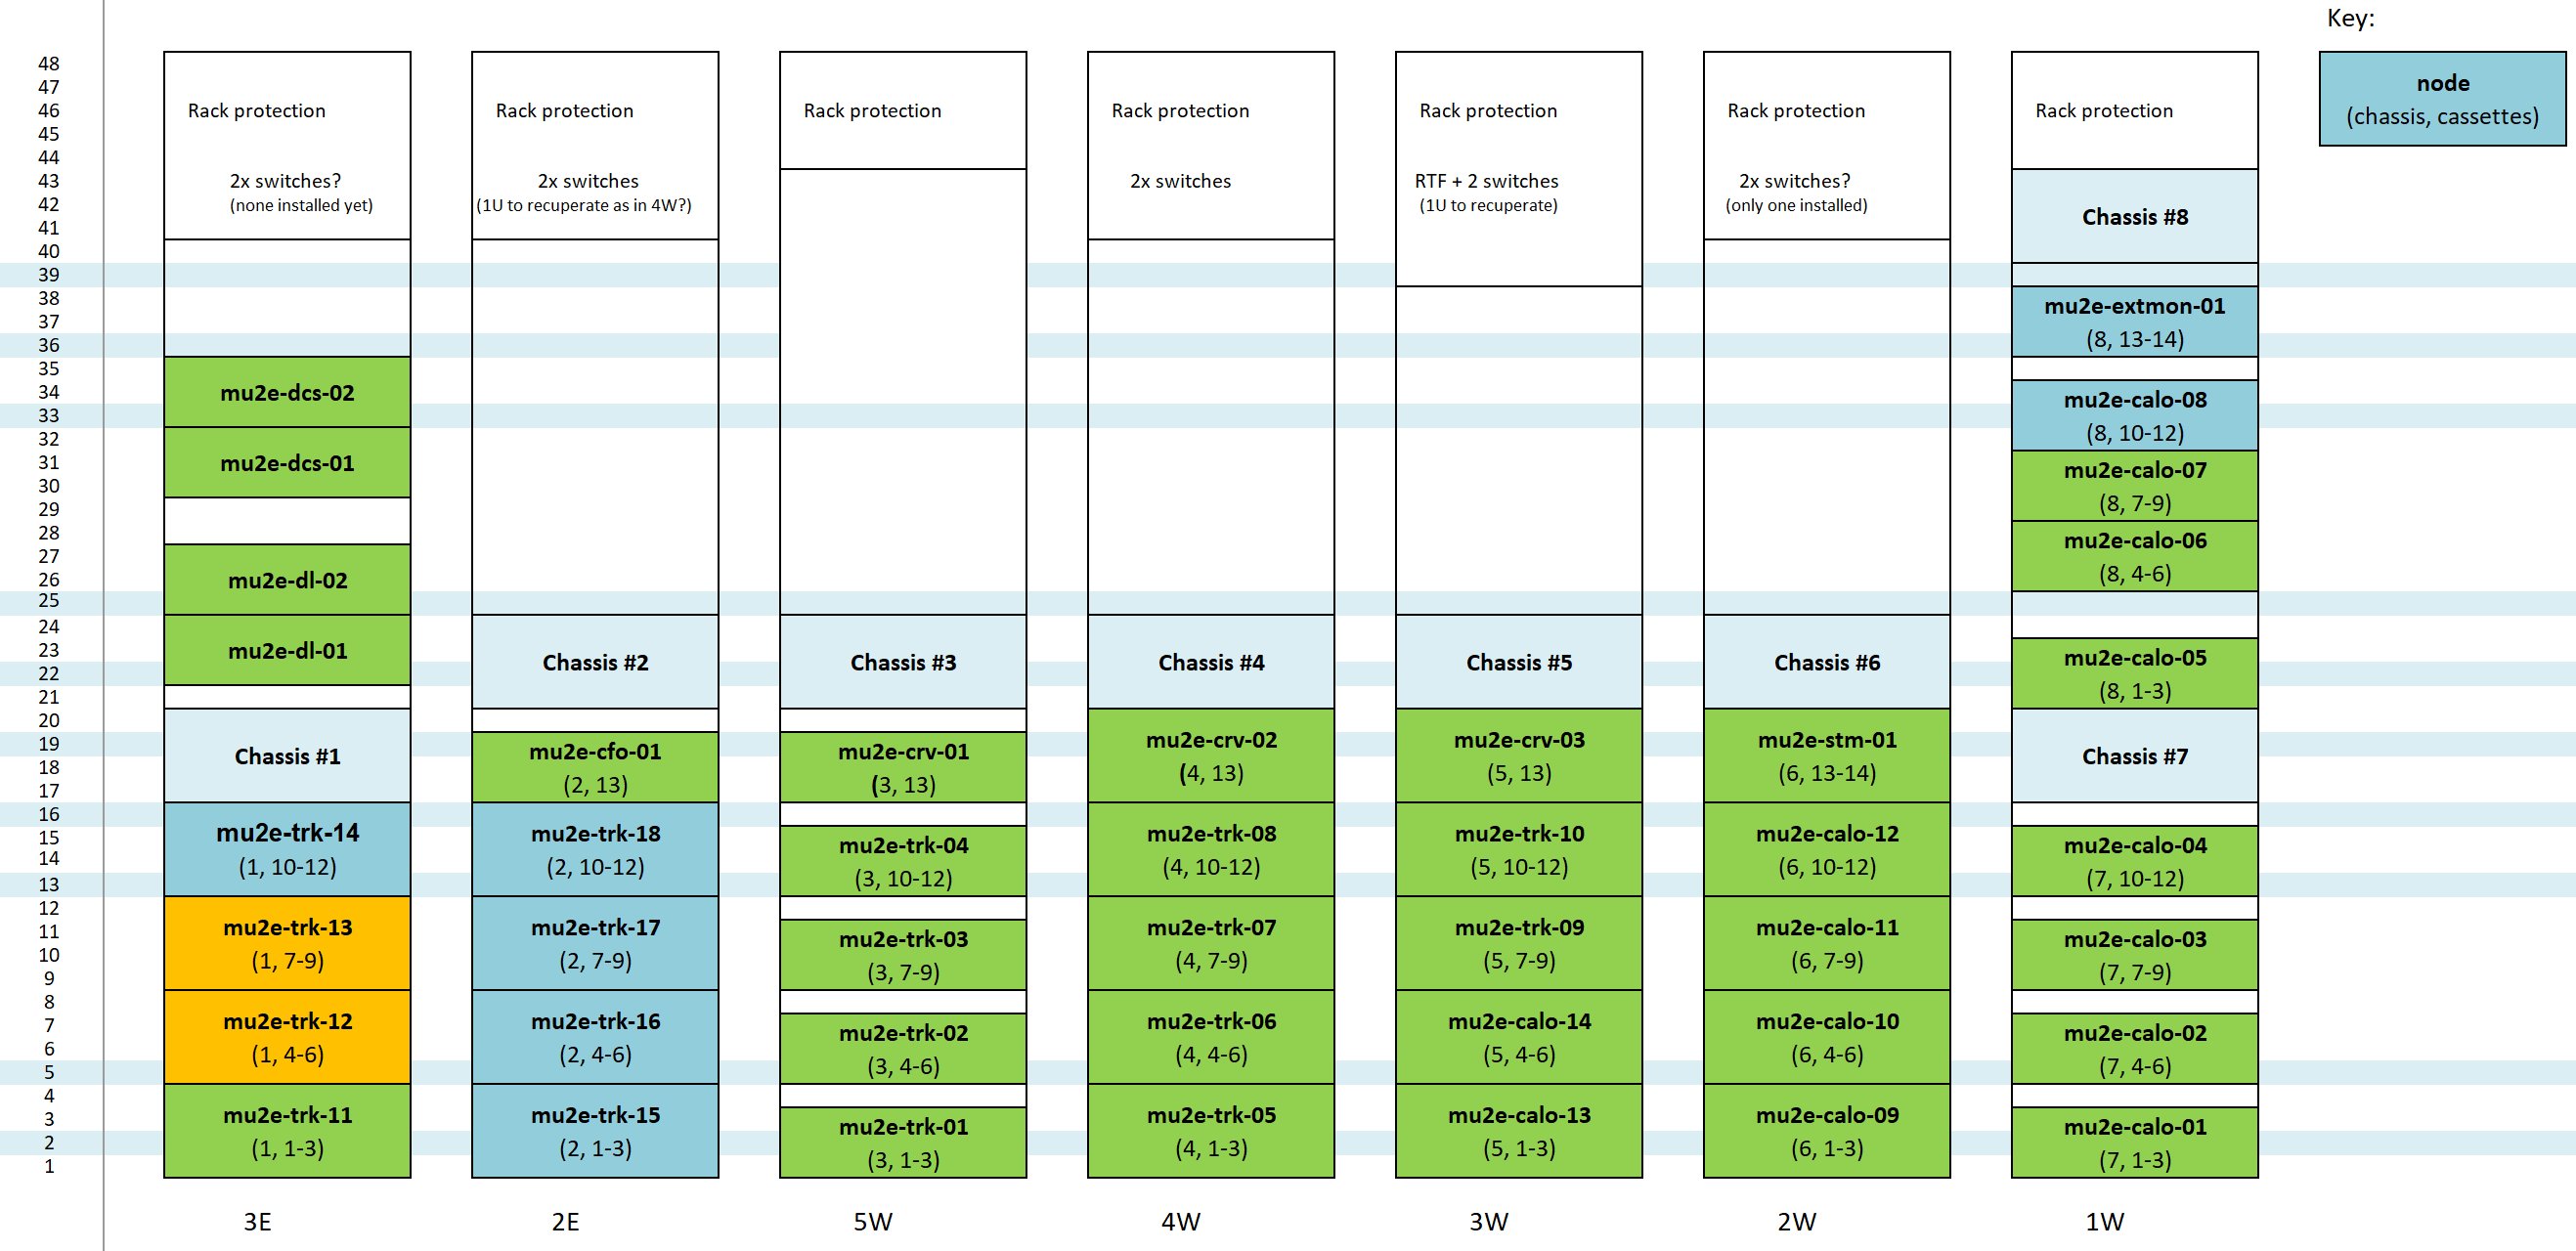 Key:
node
(chassis, cassettes)
48
47
46
45
44
43
42
41
40
39
38
37
36
35
34
33
32
31
30
29
28
27
26
25
24
23
22
21
20
19
18
17
16
15
14
13
12
11
10
9
8
7
6
5
4
3
2
1
Rack protection
2x switches?
(none installed yet)
mu2e-dcs-02
mu2e-dcs-01
mu2e-dl-02
mu2e-dl-01
Chassis #1
mu2e-trk-14
(1, 10-12)
mu2e-trk-13
(1, 7-9)
mu2e-trk-12
(1, 4-6)
mu2e-trk-11
(1, 1-3)
3E
Rack protection
2x switches
(1U to recuperate as in 4W?)
Chassis #2
mu2e-cfo-01
(2, 13)
mu2e-trk-18
(2, 10-12)
mu2e-trk-17
(2, 7-9)
mu2e-trk-16
(2, 4-6)
mu2e-trk-15
(2, 1-3)
2E
Rack protection
Chassis #3
mu2e-crv-01
(3, 13)
mu2e-trk-04
(3, 10-12)
mu2e-trk-03
(3, 7-9)
mu2e-trk-02
(3, 4-6)
mu2e-trk-01
(3, 1-3)
5W
Rack protection
2x switches
Chassis #4
mu2e-crv-02
(4, 13)
mu2e-trk-08
(4, 10-12)
mu2e-trk-07
(4, 7-9)
mu2e-trk-06
(4, 4-6)
mu2e-trk-05
(4, 1-3)
4W
Rack protection
RTF + 2 switches
(1U to recuperate)
Chassis #5
mu2e-crv-03
(5, 13)
mu2e-trk-10
(5, 10-12)
mu2e-trk-09
(5, 7-9)
mu2e-calo-14
(5, 4-6)
mu2e-calo-13
(5, 1-3)
3W
Rack protection
2x switches?
(only one installed)
Chassis #6
mu2e-stm-01
(6, 13-14)
mu2e-calo-12
(6, 10-12)
mu2e-calo-11
(6, 7-9)
mu2e-calo-10
(6, 4-6)
mu2e-calo-09
(6, 1-3)
2W
Rack protection
Chassis #8
mu2e-extmon-01
(8, 13-14)
mu2e-calo-08
(8, 10-12)
mu2e-calo-07
(8, 7-9)
mu2e-calo-06
(8, 4-6)
mu2e-calo-05
(8, 1-3)
Chassis #7
mu2e-calo-04
(7, 10-12)
mu2e-calo-03
(7, 7-9)
mu2e-calo-02
(7, 4-6)
mu2e-calo-01
(7, 1-3)
1W